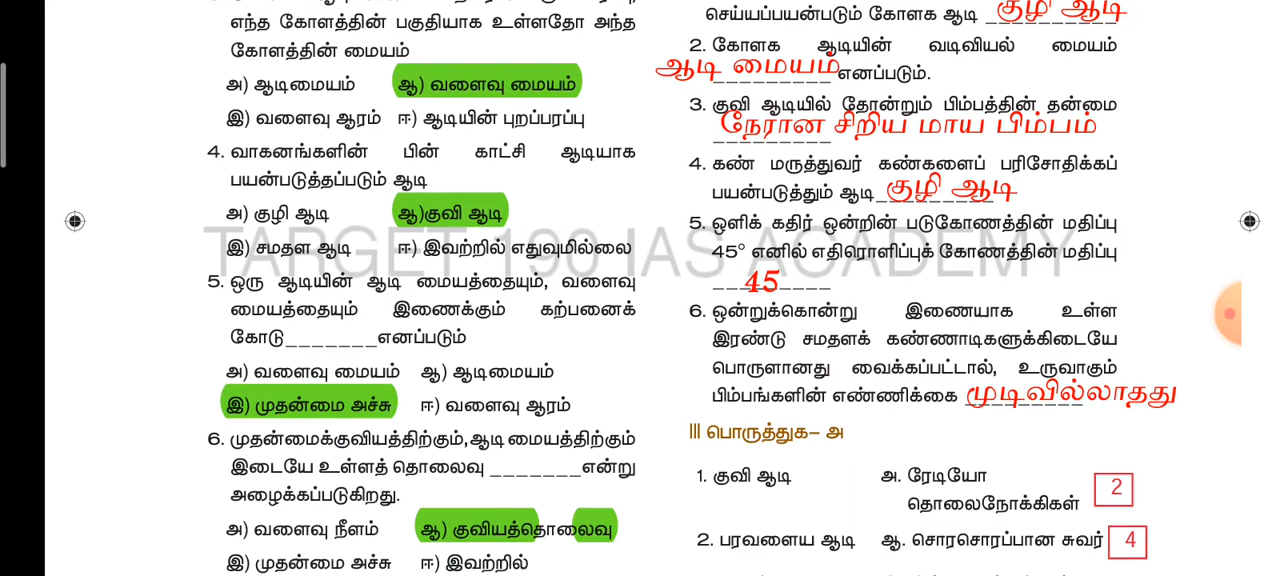 எந்த கோளத்தின் பகுதியாக உள்ளதோ அந்த
கோளத்தின் மையம்
அ) ஆடிமையம் ஆ) வளைவு மையம்
இ) வளைவு ஆரம் ஈ) ஆடியின் புறப்பரப்பு
4. வாகனங்களின் பின் காட்சி ஆடியாக
பயன்படுத்தப்படும் ஆடி
அ) குழி ஆடி ஆ)குவி ஆடி
இ) சமதள ஆடி ஈ) இவற்றில் எதுவுமில்லை
5. ஒரு ஆடியின் ஆடி மையத்தையும், வளைவு
மையத்தையும் இணைக்கும் கற்பனைக்
கோடு_______எனப்படும்
அ) வளைவு மையம் ஆ) ஆடிமையம்
இ) முதன்மை அச்சு ஈ) வளைவு ஆரம்
6. முதன்மைக்குவியத்திற்கும்,ஆடி மையத்திற்கும்
இடையே உள்ளத் தொலைவு _______என்று
அழைக்கப்படுகிறது.
அ) வளைவு நீளம் ஆ) குவியத்தொலைவு
இ) முதன்மை அச்சு ஈ) இவற்றில்
செய்யப்பயன்படும் கோளக ஆடி குழி ஆடி
2. கோளக ஆடியின் வடிவியல் மையம்
ஆடி மையம் எனப்படும்.
3. குவி ஆடியில் தோன்றும் பிம்பத்தின் தன்மை
நேரான சிறிய மாய பிம்பம்
4. கண் மருத்துவர் கண்களைப் பரிசோதிக்கப்
பயன்படுத்தும் ஆடி குழி ஆடி
5. ஒளிக் கதிர் ஒன்றின் படுகோணத்தின் மதிப்பு
45° எனில் எதிரொளிப்புக் கோணத்தின் மதிப்பு
45
6. ஒன்றுக்கொன்று இணையாக உள்ள
இரண்டு சமதளக் கண்ணாடிகளுக்கிடையே
பொருளானது வைக்கப்பட்டால், உருவாகும்
பிம்பங்களின் எண்ணிக்கை முடிவில்லாதது
III பொருத்துக– அ
1. குவி ஆடி அ. ரேடியோ
தொலைநோக்கிகள் 2
2. பரவளைய ஆடி ஆ. சொரசொரப்பான சுவர் 4
TARGET 190 IAS ACADEMY